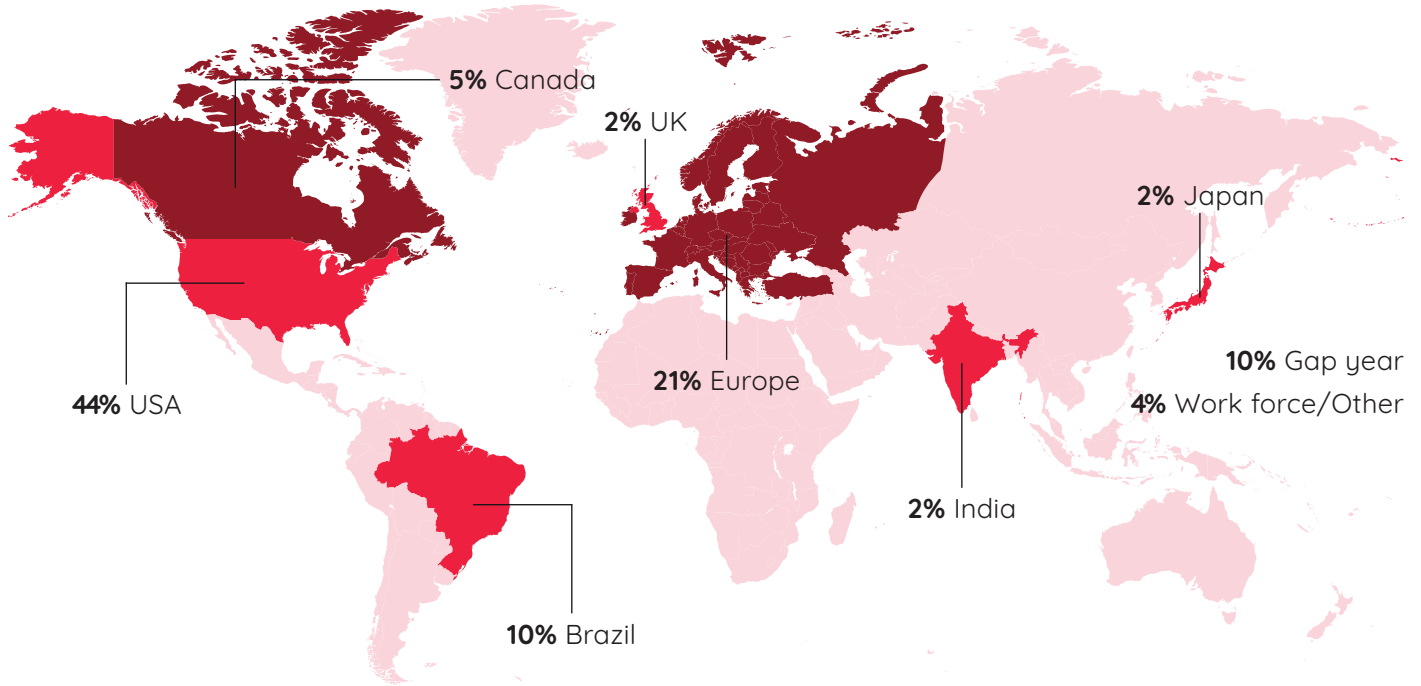 5% Canada
2% UK
2% Japan
10% Gap year
21% Europe
4% Work force/Other
44% USA
2% India
10% Brazil